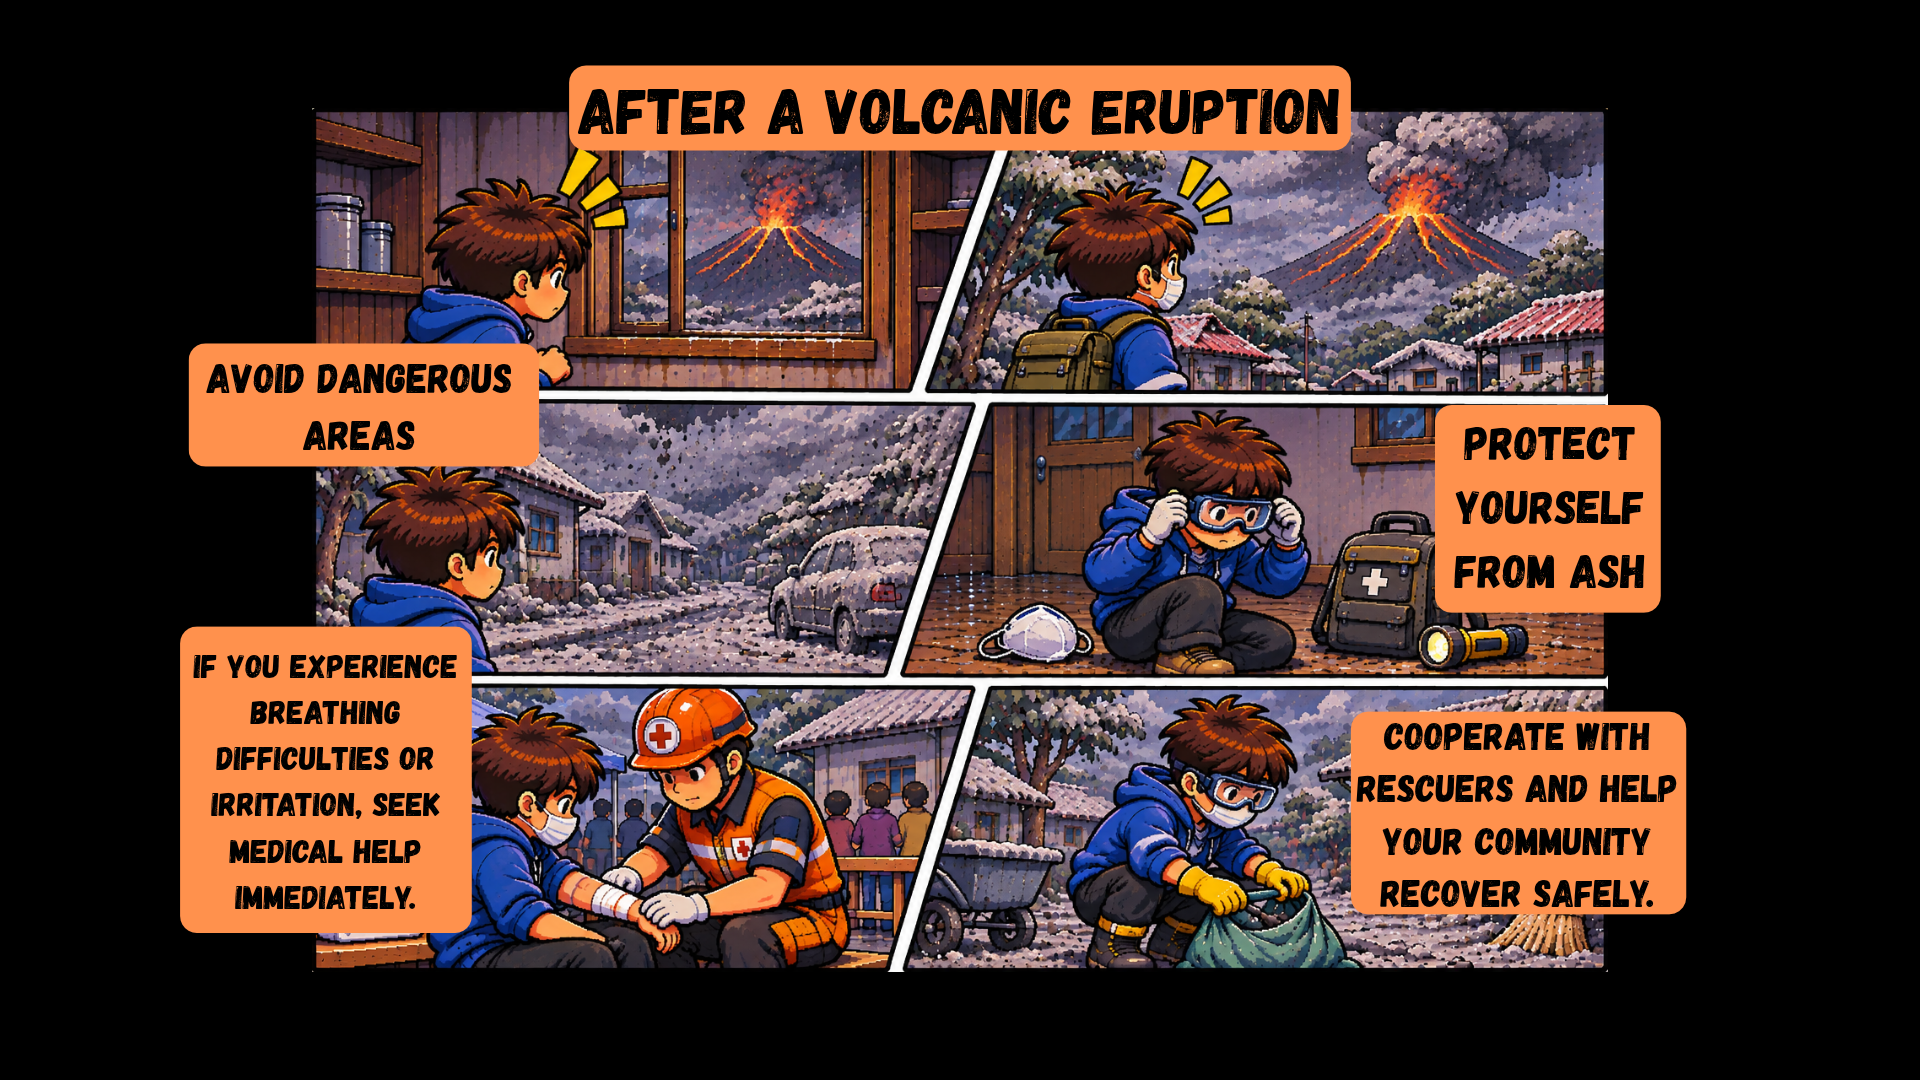 AFTER A VOLCANIC ERUPTION
AVOID DANGEROUS
AREAS
PROTECT
YOURSELF
FROM ASH
IF YOU EXPERIENCE
BREATHING
DIFFICULTIES OR
IRRITATION, SEEK
MEDICAL HELP
IMMEDIATELY.
COOPERATE WITH
RESCUERS AND HELP
YOUR COMMUNITY
RECOVER SAFELY.